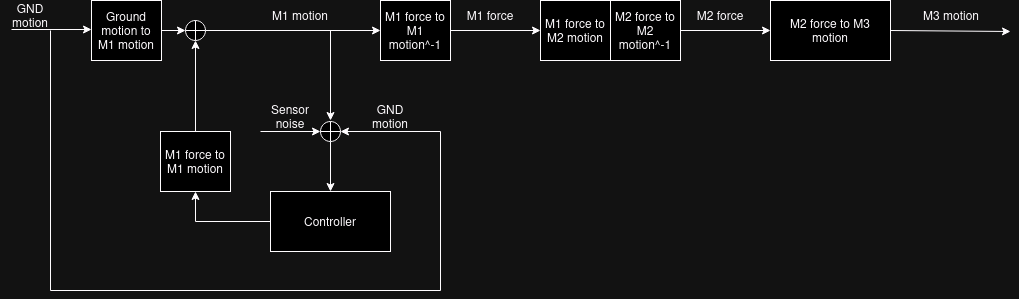 GND
motion
Ground
motion to
M1 motion
M1 motion
M1 force to
M1
motion^-1
M1 force
M1 force to
M2 motion
M2 force to
M2
motion^-1
M2 force
M2 force to M3
motion
M3 motion
Sensor
noise
GND
motion
M1 force to
M1 motion
Controller